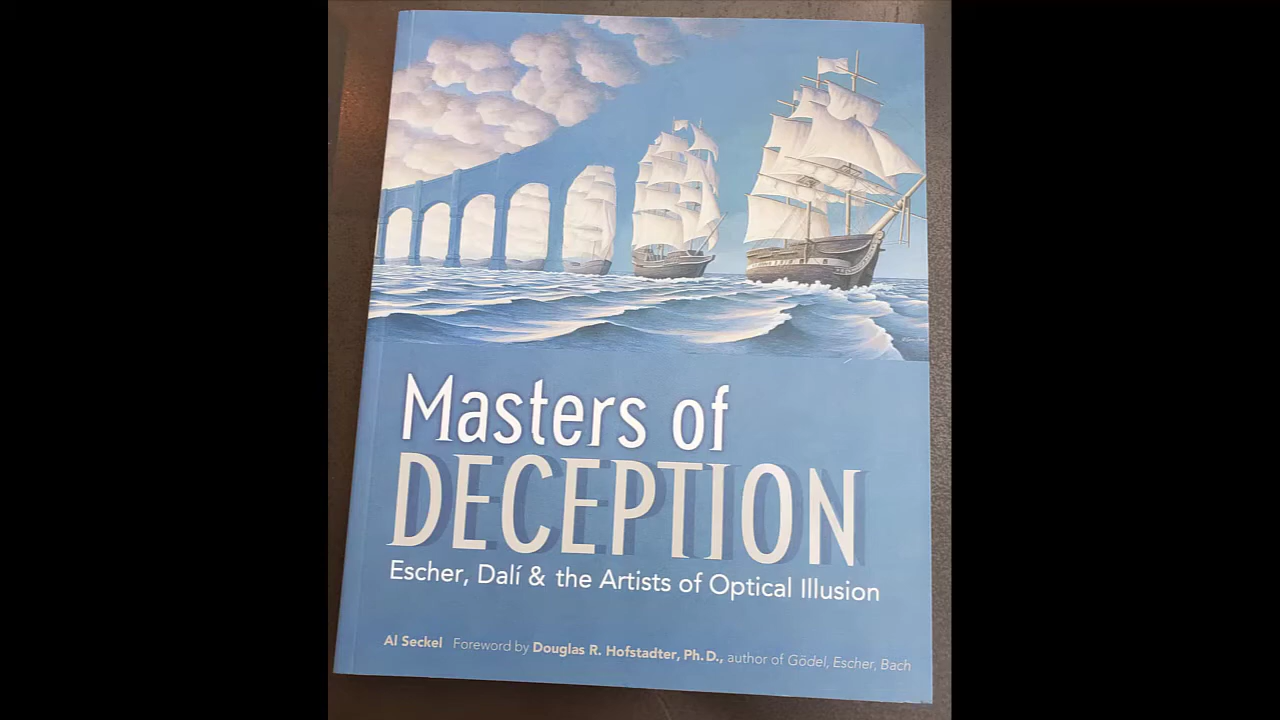 Masters of
DECEPTION
Escher, Dalí & the Artists of Optical Illusion
Al Seckel Foreword by Douglas R. Hofstadter, Ph.D., author of Gödel, Escher, Bach